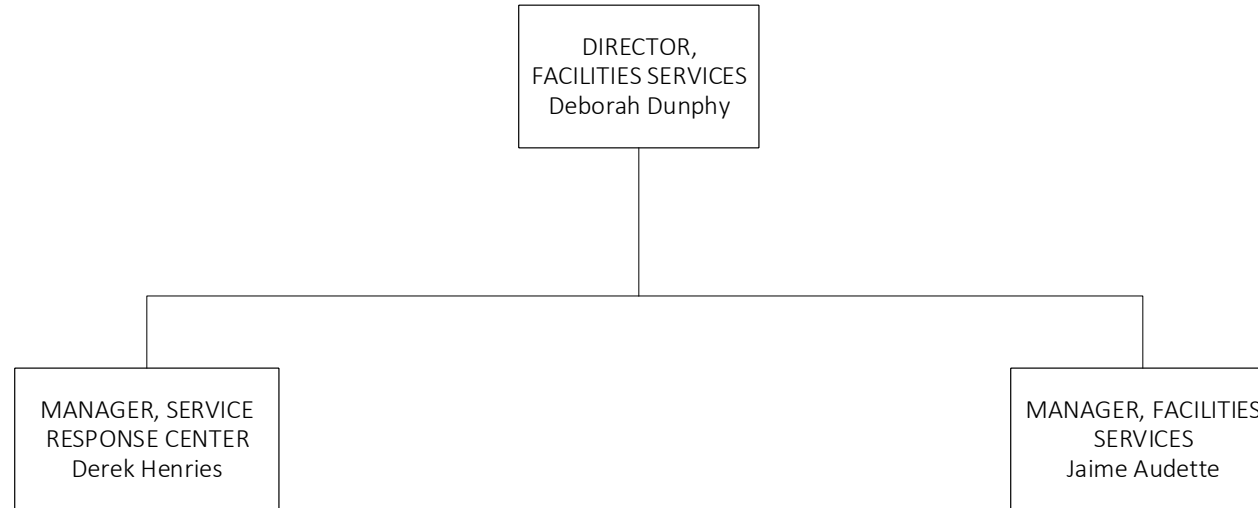 DIRECTOR,
FACILITIES SERVICES
Deborah Dunphy
MANAGER, SERVICE
RESPONSE CENTER
Derek Henries
MANAGER, FACILITIES
SERVICES
Jaime Audette